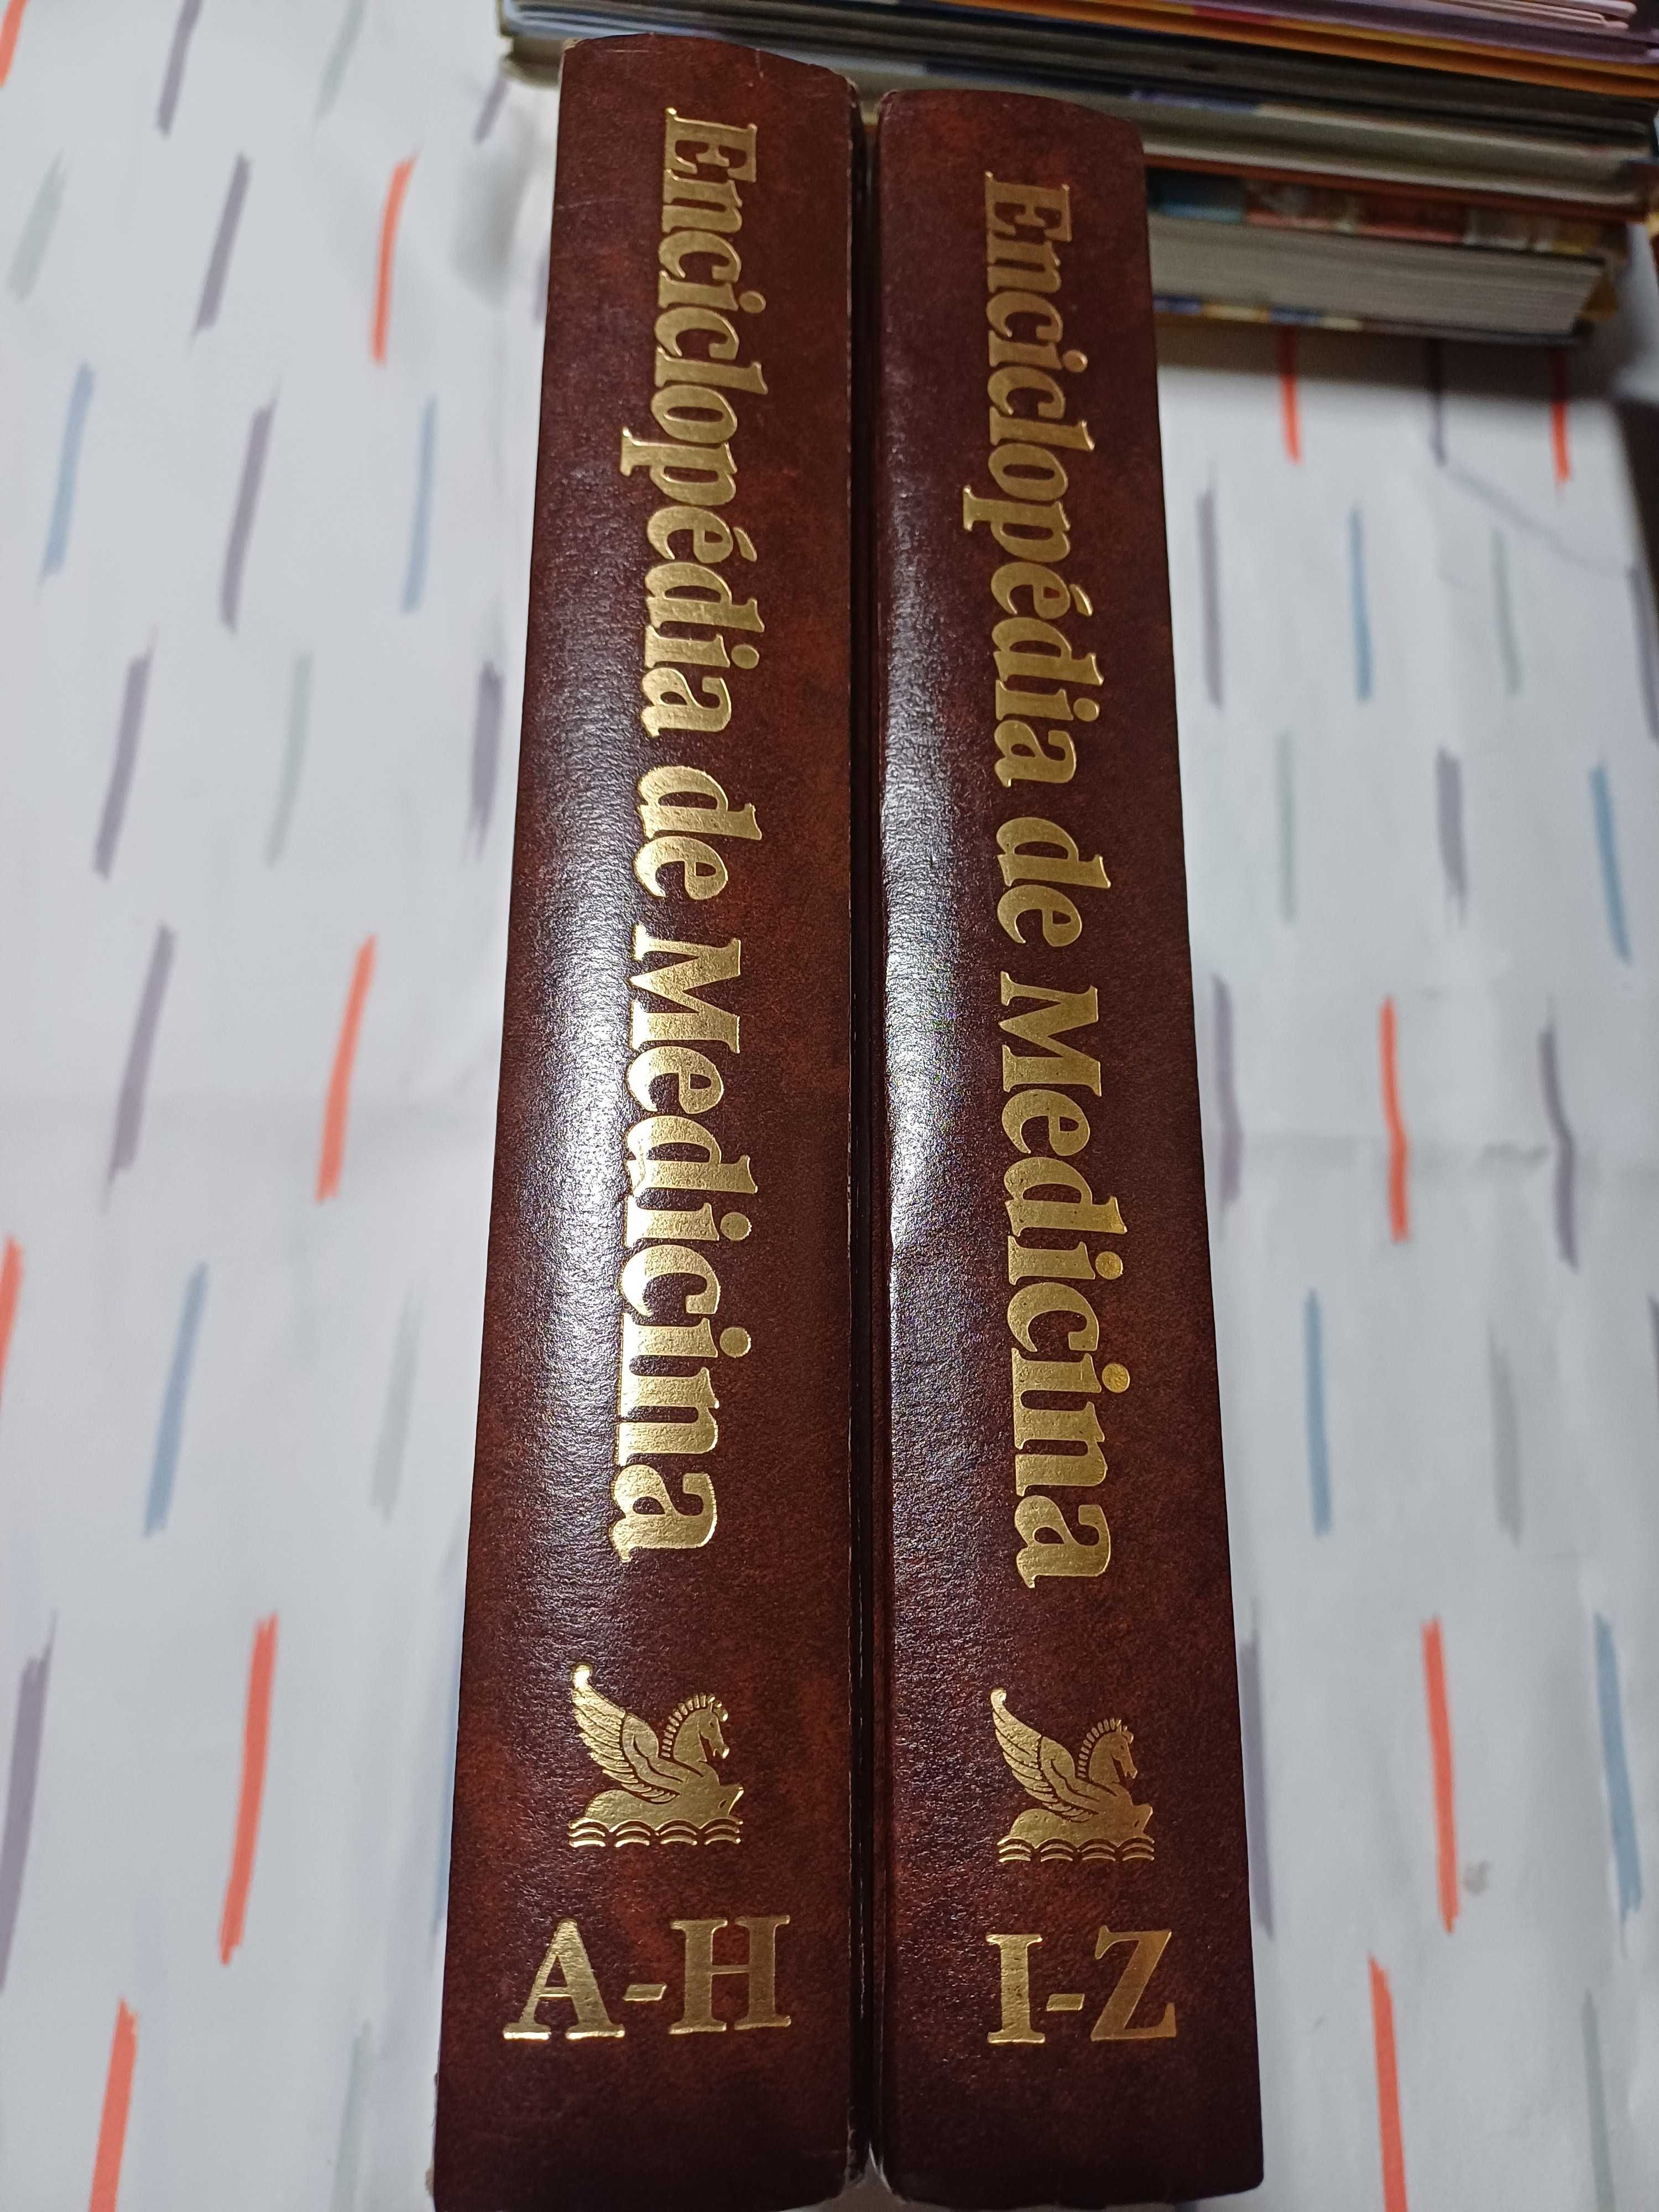 Enciclopédia de Medicina
A-H
Enciclopédia de Medicina
I-Z